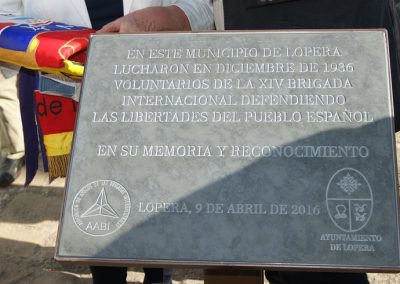 EN ESTE MUNICIPIO DE LOPERA
LUCHARON EN DICIEMBRE DE 1936
VOLUNTARIOS DE LA XIV BRIGADA
INTERNACIONAL DEFENDIENDO
LAS LIBERTADES DEL PUEBLO ESPAÑOL
EN SU MEMORIA Y RECONOCIMIENTO
AABI
LOPERA, 9 DE ABRIL DE 2016
AYUNTAMIENTO
DE LOPERA